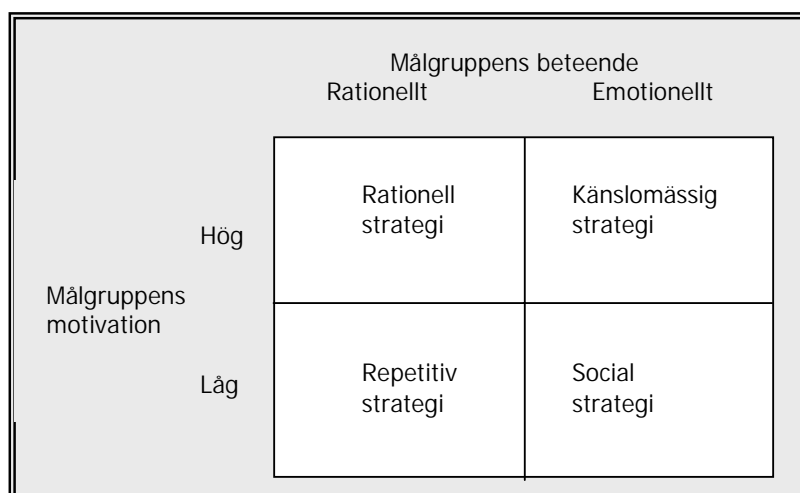 Målgruppens beteende
Rationellt Emotionellt
Rationell
strategi
Känslomässig
strategi
Hög
Målgruppens
motivation
Låg
Repetitiv
strategi
Social
strategi